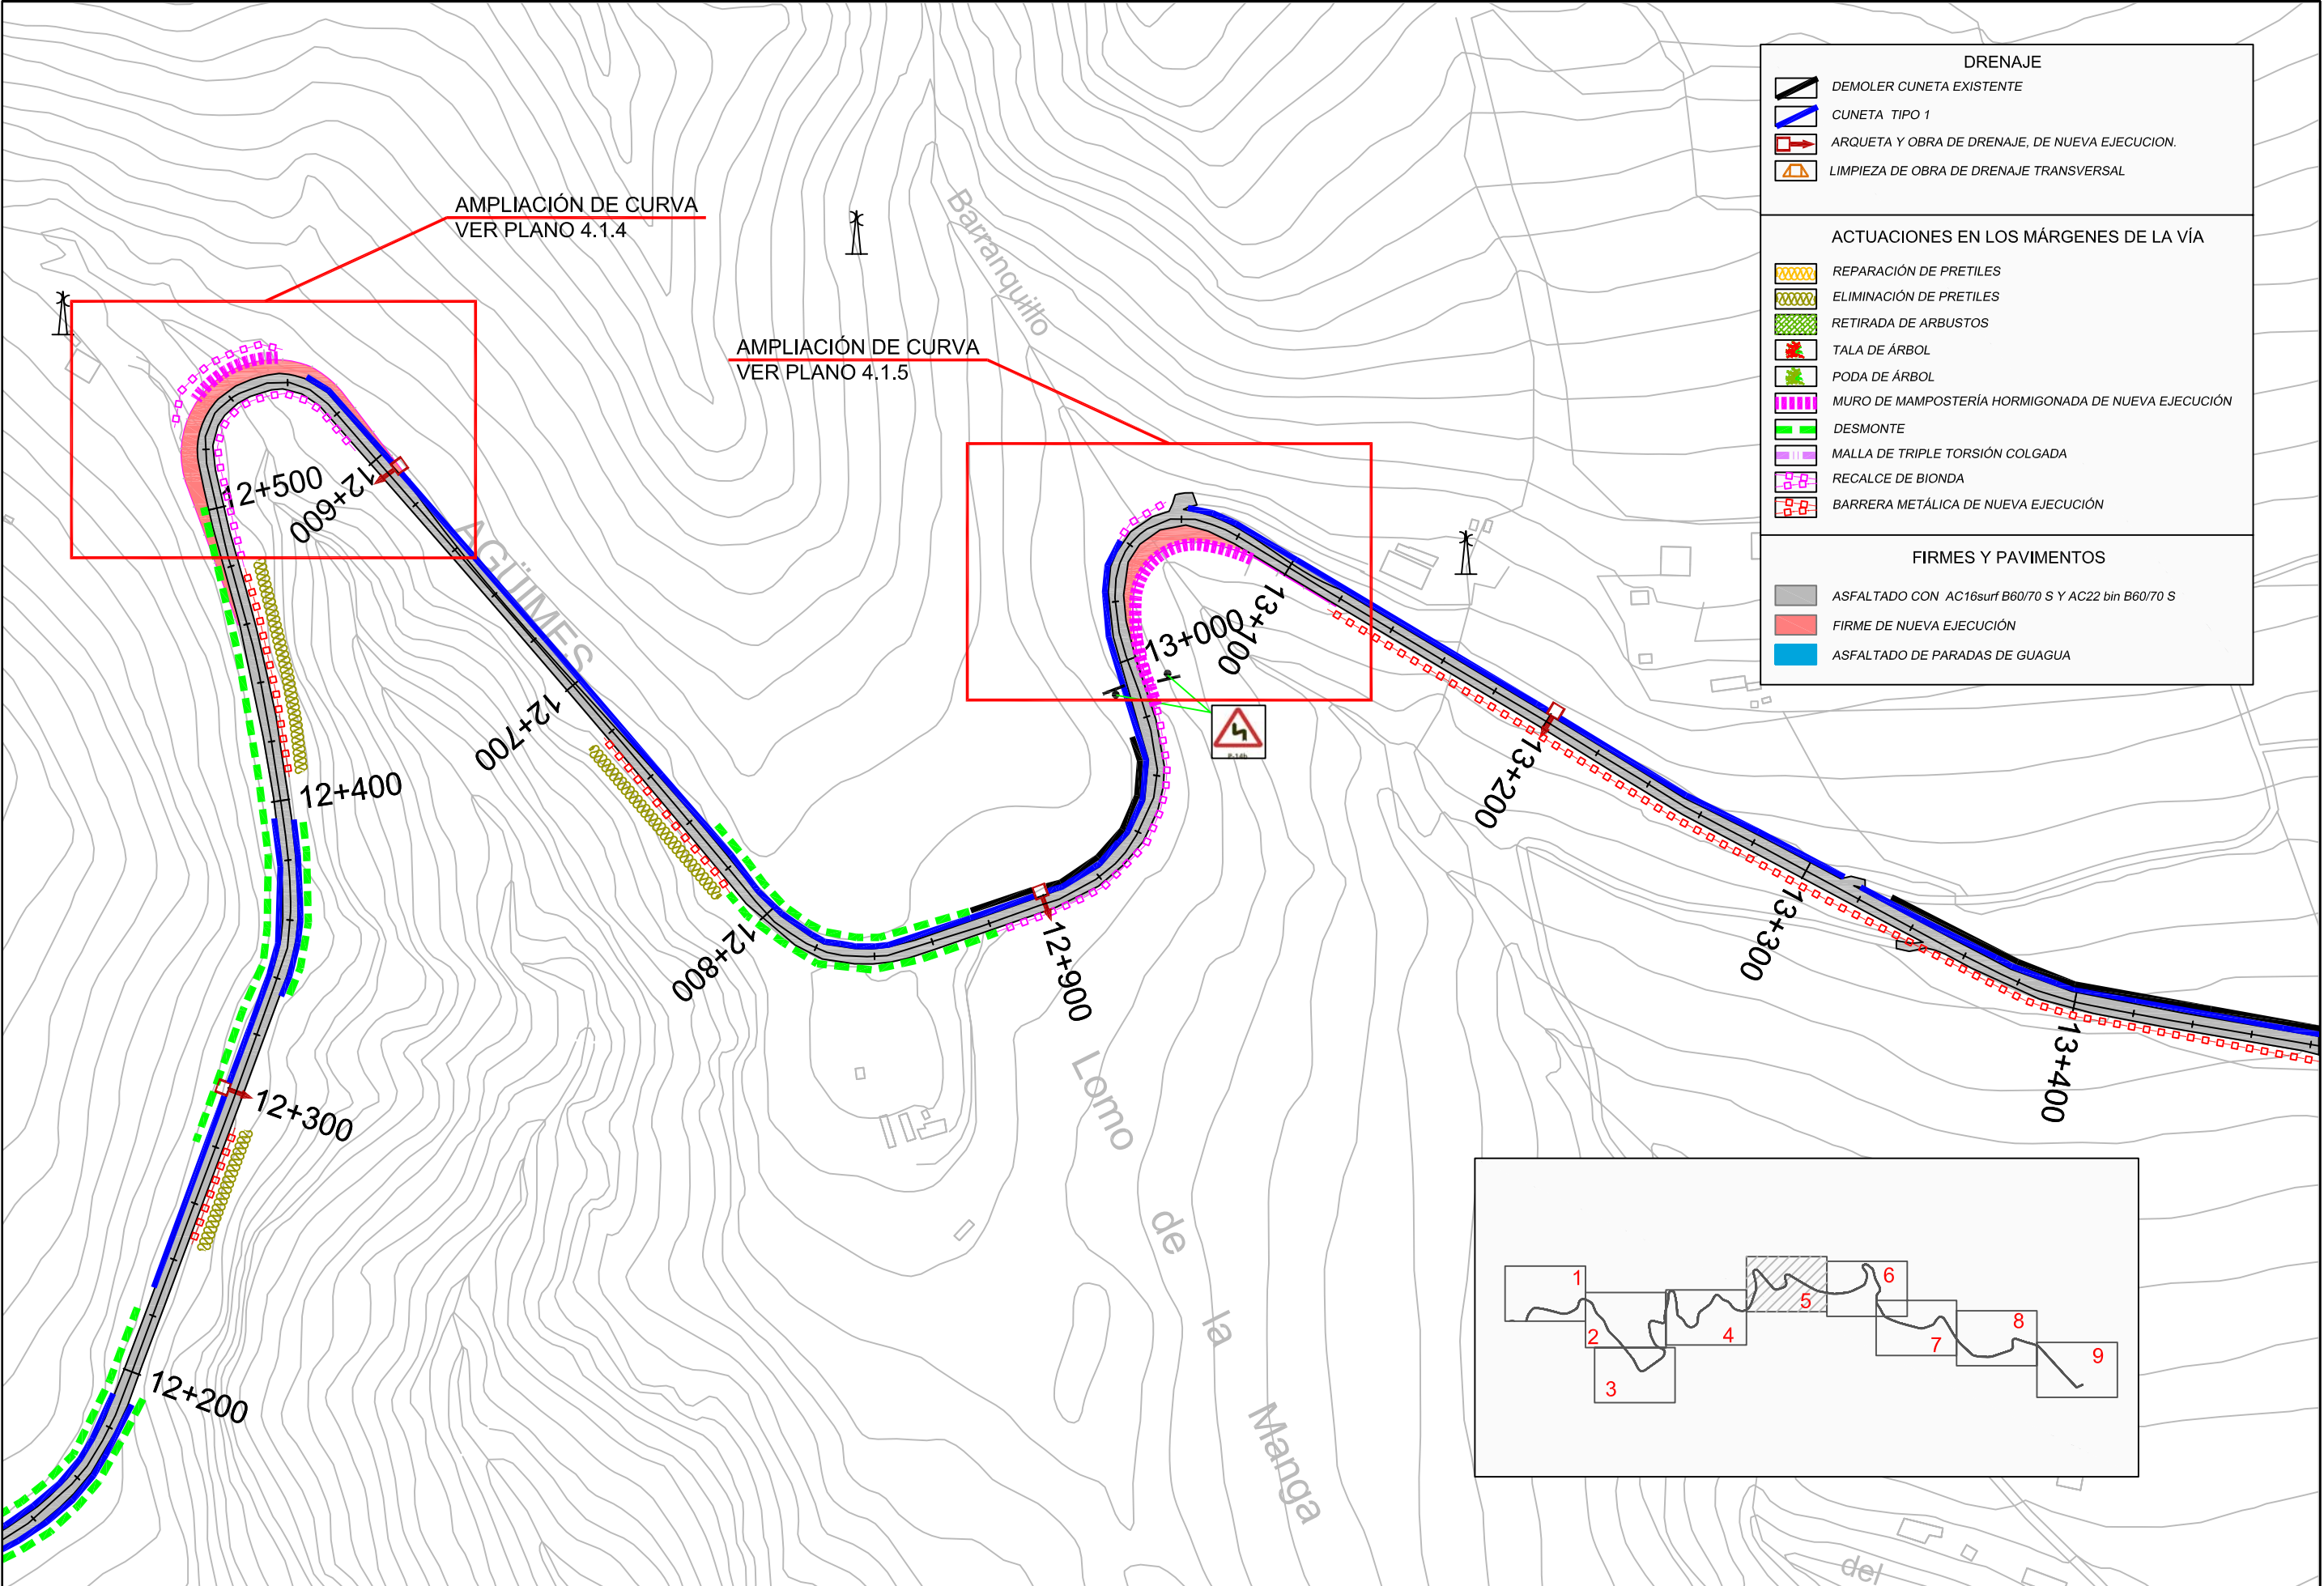 AMPLIACIÓN DE CURVA
VER PLANO 4.1.4
AMPLIACIÓN DE CURVA
VER PLANO 4.1.5
Barranquillo
AGÜIMES
12+500
12+600
12+400
12+700
12+300
12+800
12+200
12+900
13+000
13+100
13+200
13+300
13+400
Lomo
de
la
Manga
del
DRENAJE
DEMOLER CUNETA EXISTENTE
CUNETA TIPO 1
ARQUETA Y OBRA DE DRENAJE, DE NUEVA EJECUCION.
LIMPIEZA DE OBRA DE DRENAJE TRANSVERSAL
ACTUACIONES EN LOS MÁRGENES DE LA VÍA
REPARACIÓN DE PRETILES
ELIMINACIÓN DE PRETILES
RETIRADA DE ARBUSTOS
TALA DE ÁRBOL
PODA DE ÁRBOL
MURO DE MAMPOSTERÍA HORMIGONADA DE NUEVA EJECUCIÓN
DESMONTE
MALLA DE TRIPLE TORSIÓN COLGADA
RECALCE DE BIONDA
BARRERA METÁLICA DE NUEVA EJECUCIÓN
FIRMES Y PAVIMENTOS
ASFALTADO CON AC16surf B60/70 S Y AC22 bin B60/70 S
FIRME DE NUEVA EJECUCIÓN
ASFALTADO DE PARADAS DE GUAGUA
1
2
3
4
5
6
7
8
9